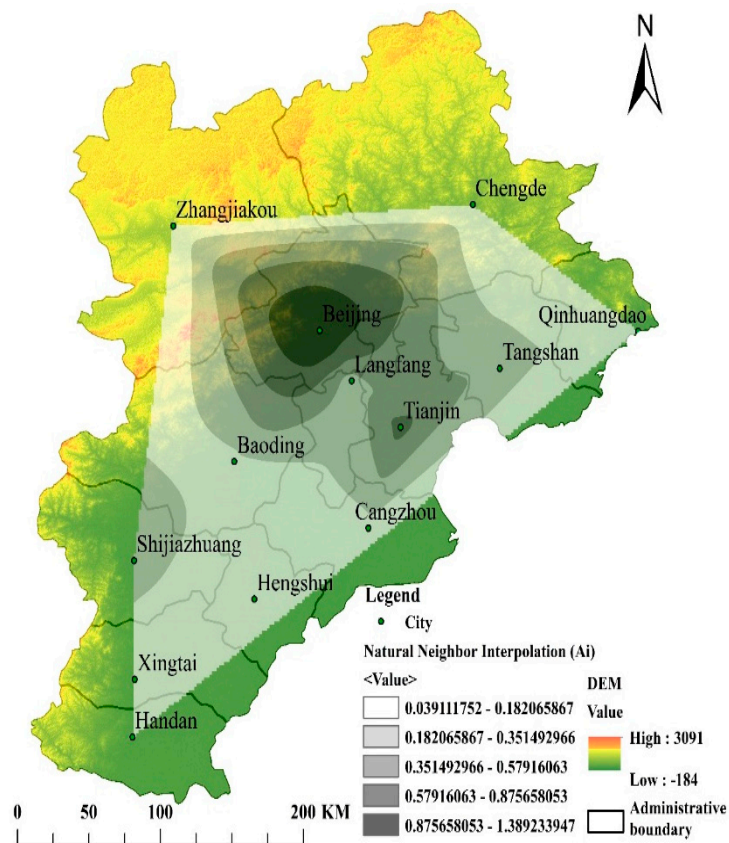 N
Chengde
Zhangjiakou
Beijing
Qinhuangdao
Tangshan
Langfang
Tianjin
Baoding
Cangzhou
Shijiazhuang
Hengshui
Xingtai
Handan
Legend
City
Natural Neighbor Interpolation (Ai)
<Value>
0.039111752 - 0.182065867
0.182065867 - 0.351492966
0.351492966 - 0.57916063
0.57916063 - 0.875658053
0.875658053 - 1.389233947
DEM
Value
High : 3091
Low : -184
Administrative
boundary
0 50 100 200 KM